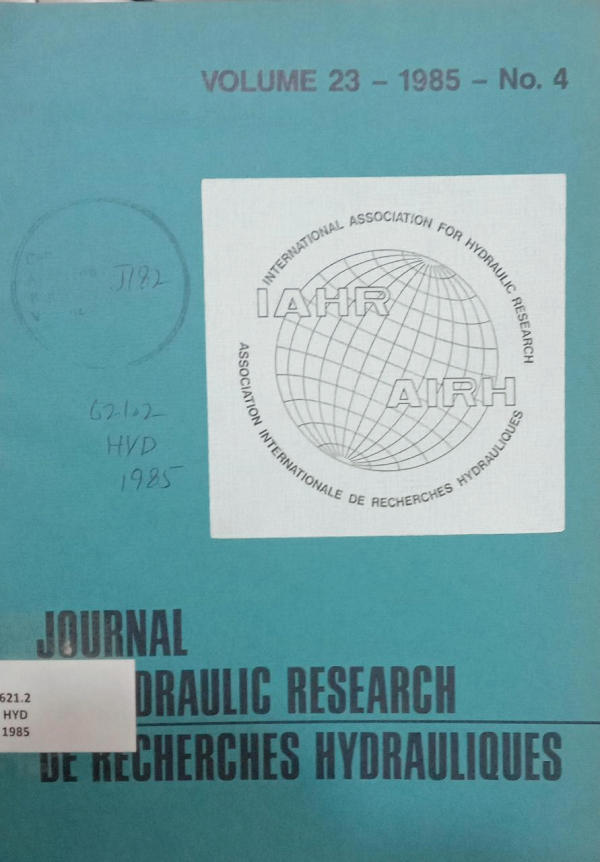 VOLUME 23 – 1985 – No. 4
INTERNATIONAL ASSOCIATION FOR HYDRAULIC RESEARCH
IAHR
AIRH
ASSOCIATION INTERNATIONALE DE RECHERCHES HYDRAULIQUES
J182
621.2
HYD
1985
JOURNAL
DRAULIC RESEARCH
DE RECHERCHES HYDRAULIQUES
621.2
HYD
1985